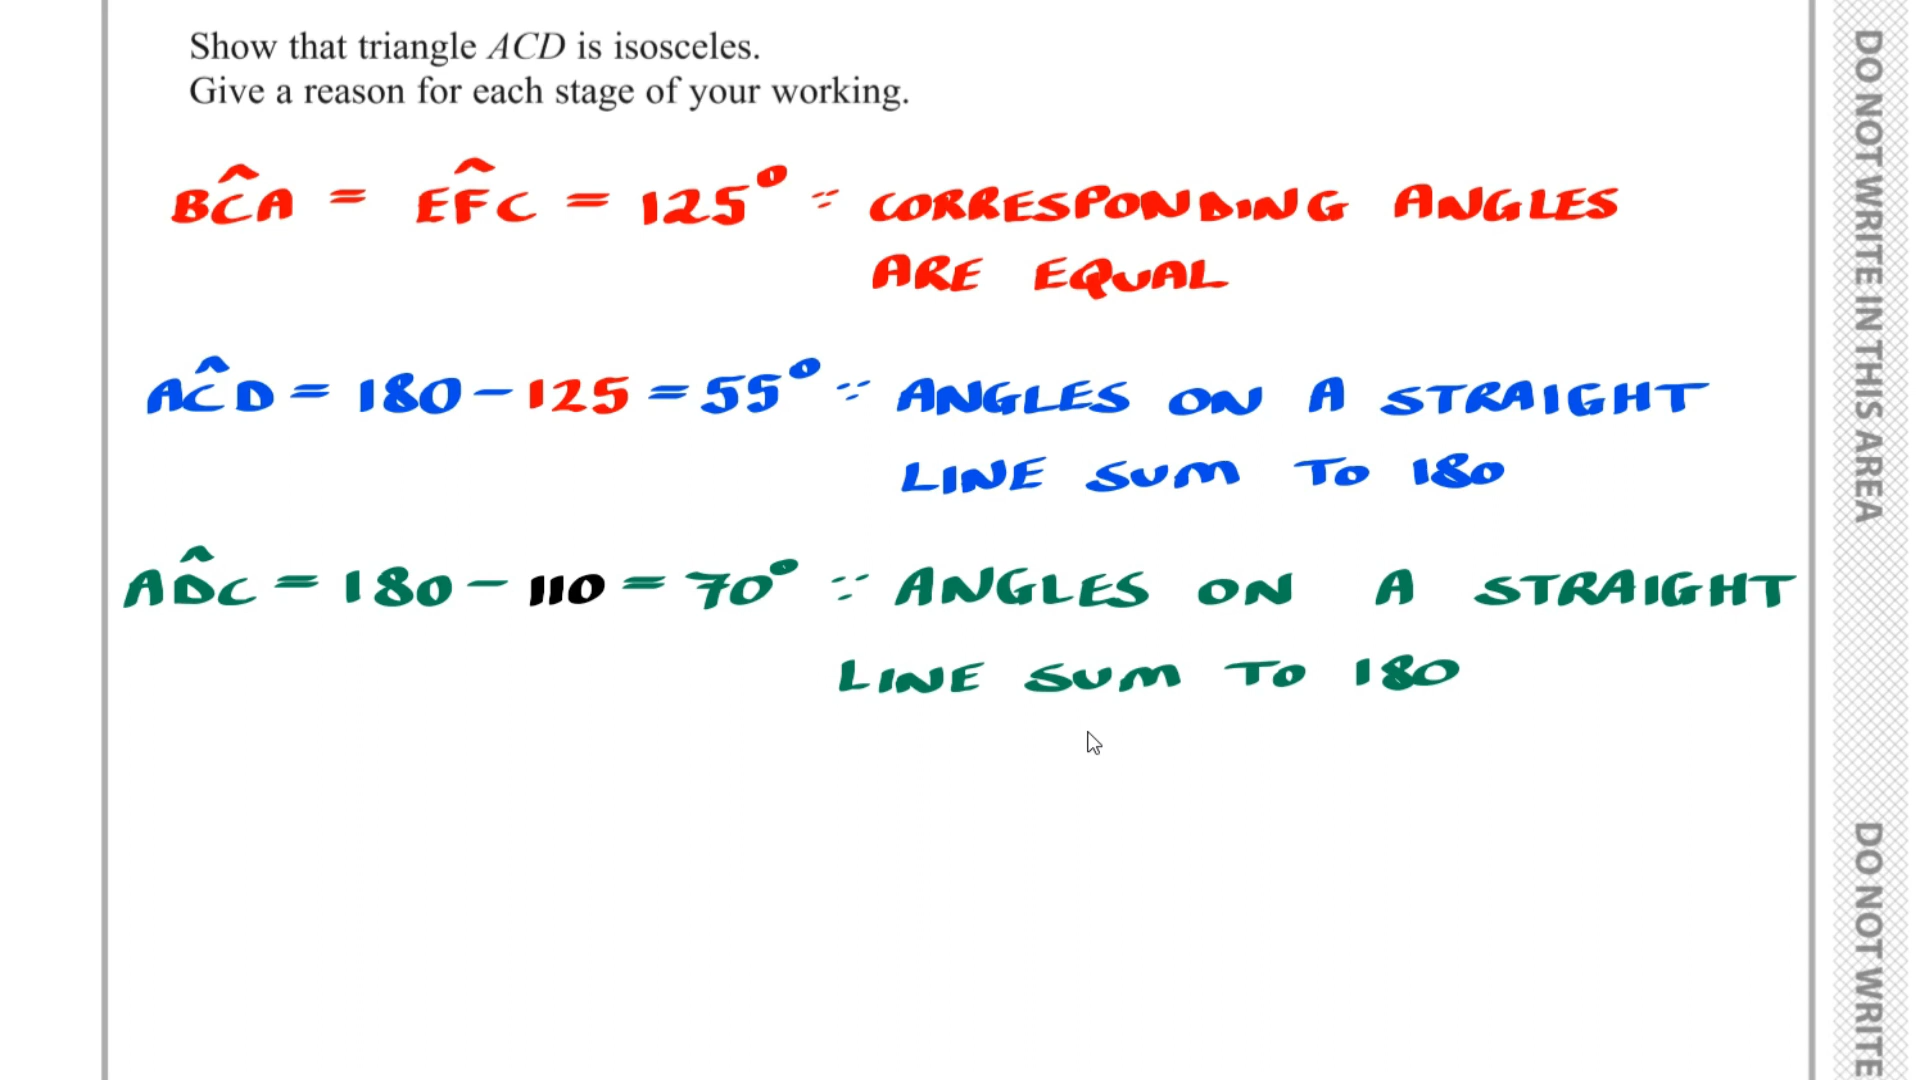 Show that triangle ACD is isosceles.
Give a reason for each stage of your working.
BĈA = EF̂C = 125° ∵ CORRESPONDING ANGLES
ARE EQUAL
AĈD = 180 - 125 = 55° ∵ ANGLES ON A STRAIGHT
LINE SUM TO 180
AD̂C = 180 - 110 = 70° ∵ ANGLES ON A STRAIGHT
LINE SUM TO 180
DO NOT WRITE IN THIS AREA
DO NOT WRITE